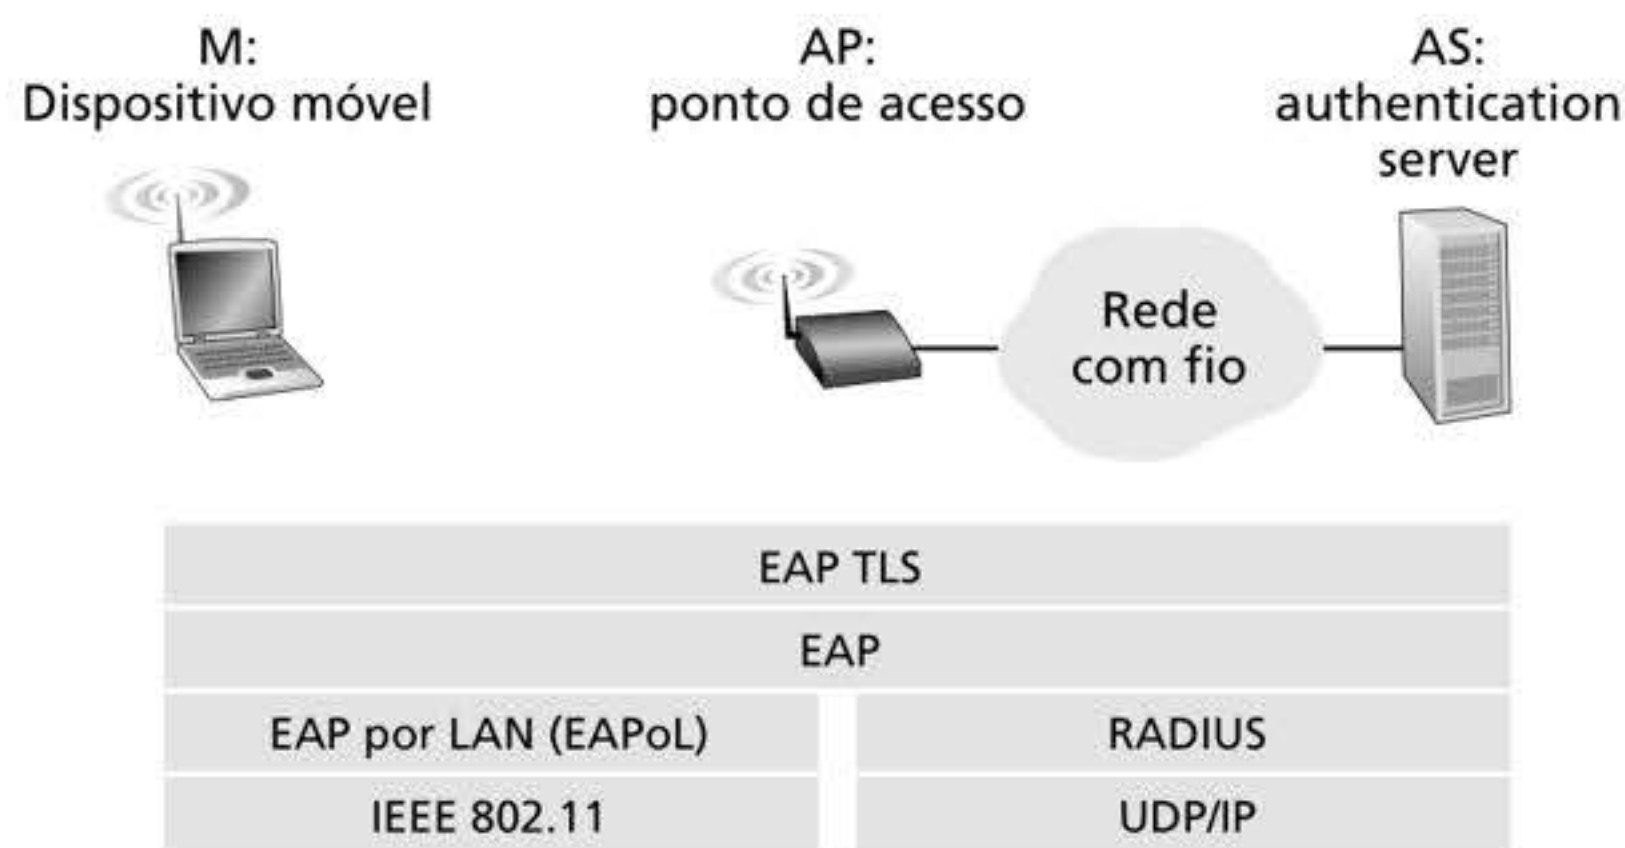 M:
Dispositivo móvel
AP:
ponto de acesso
AS:
authentication
server
Rede
com fio
EAP TLS
EAP
EAP por LAN (EAPoL)
RADIUS
IEEE 802.11
UDP/IP